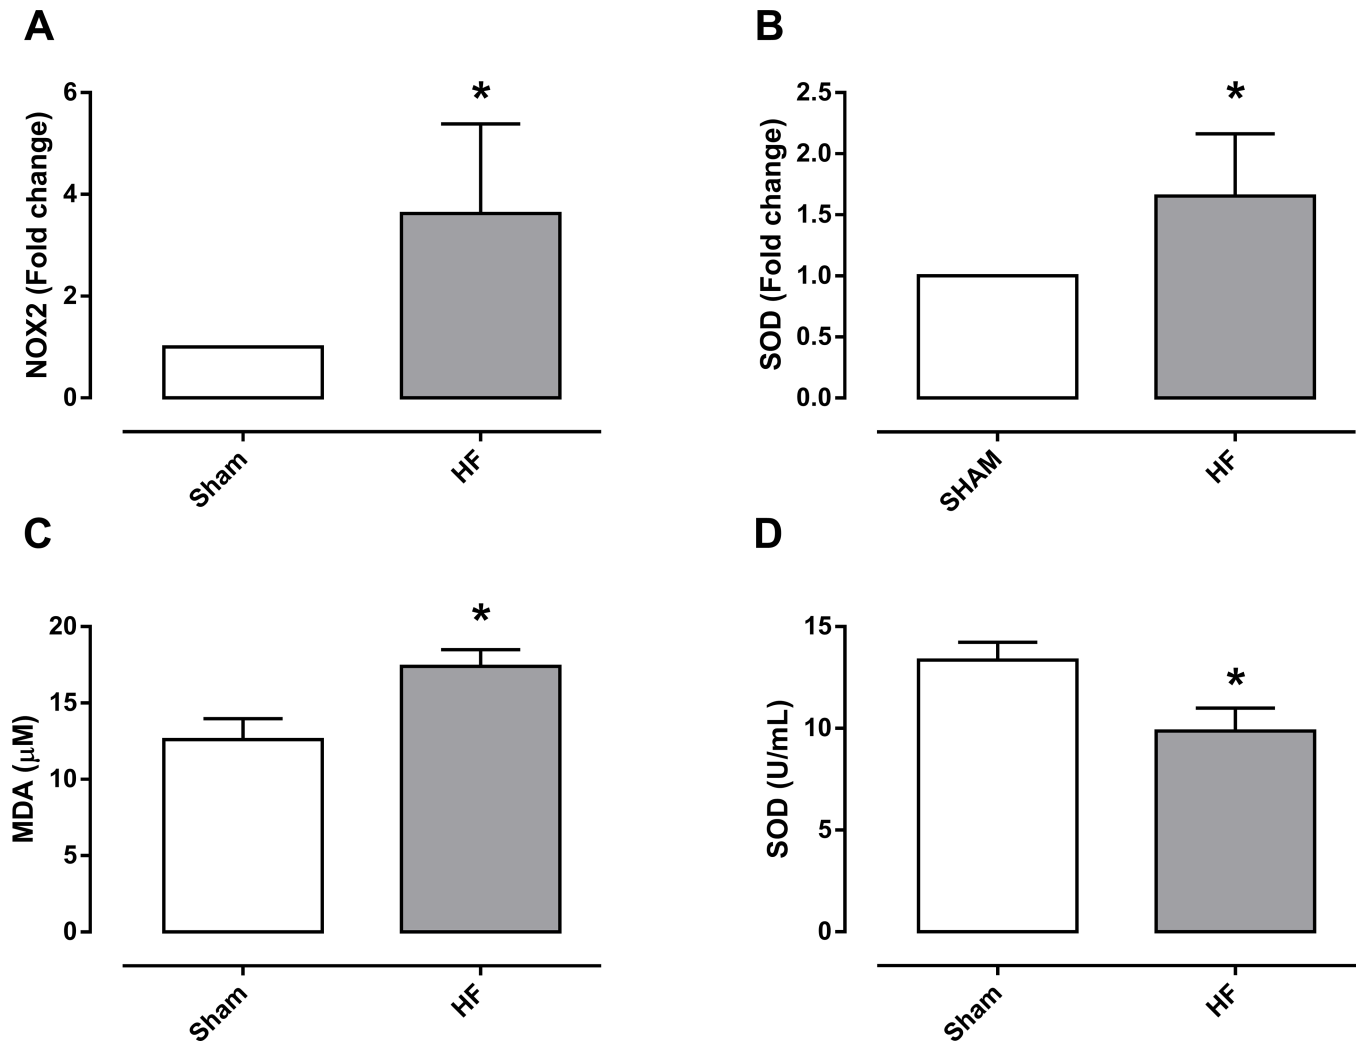 A
NOX2 (Fold change)
6
4
2
0
*
Sham
HF
B
SOD (Fold change)
2.5
2.0
1.5
1.0
0.5
0.0
*
SHAM
HF
C
MDA (μM)
20
15
10
5
0
*
Sham
HF
D
SOD (U/mL)
15
10
5
0
*
Sham
HF